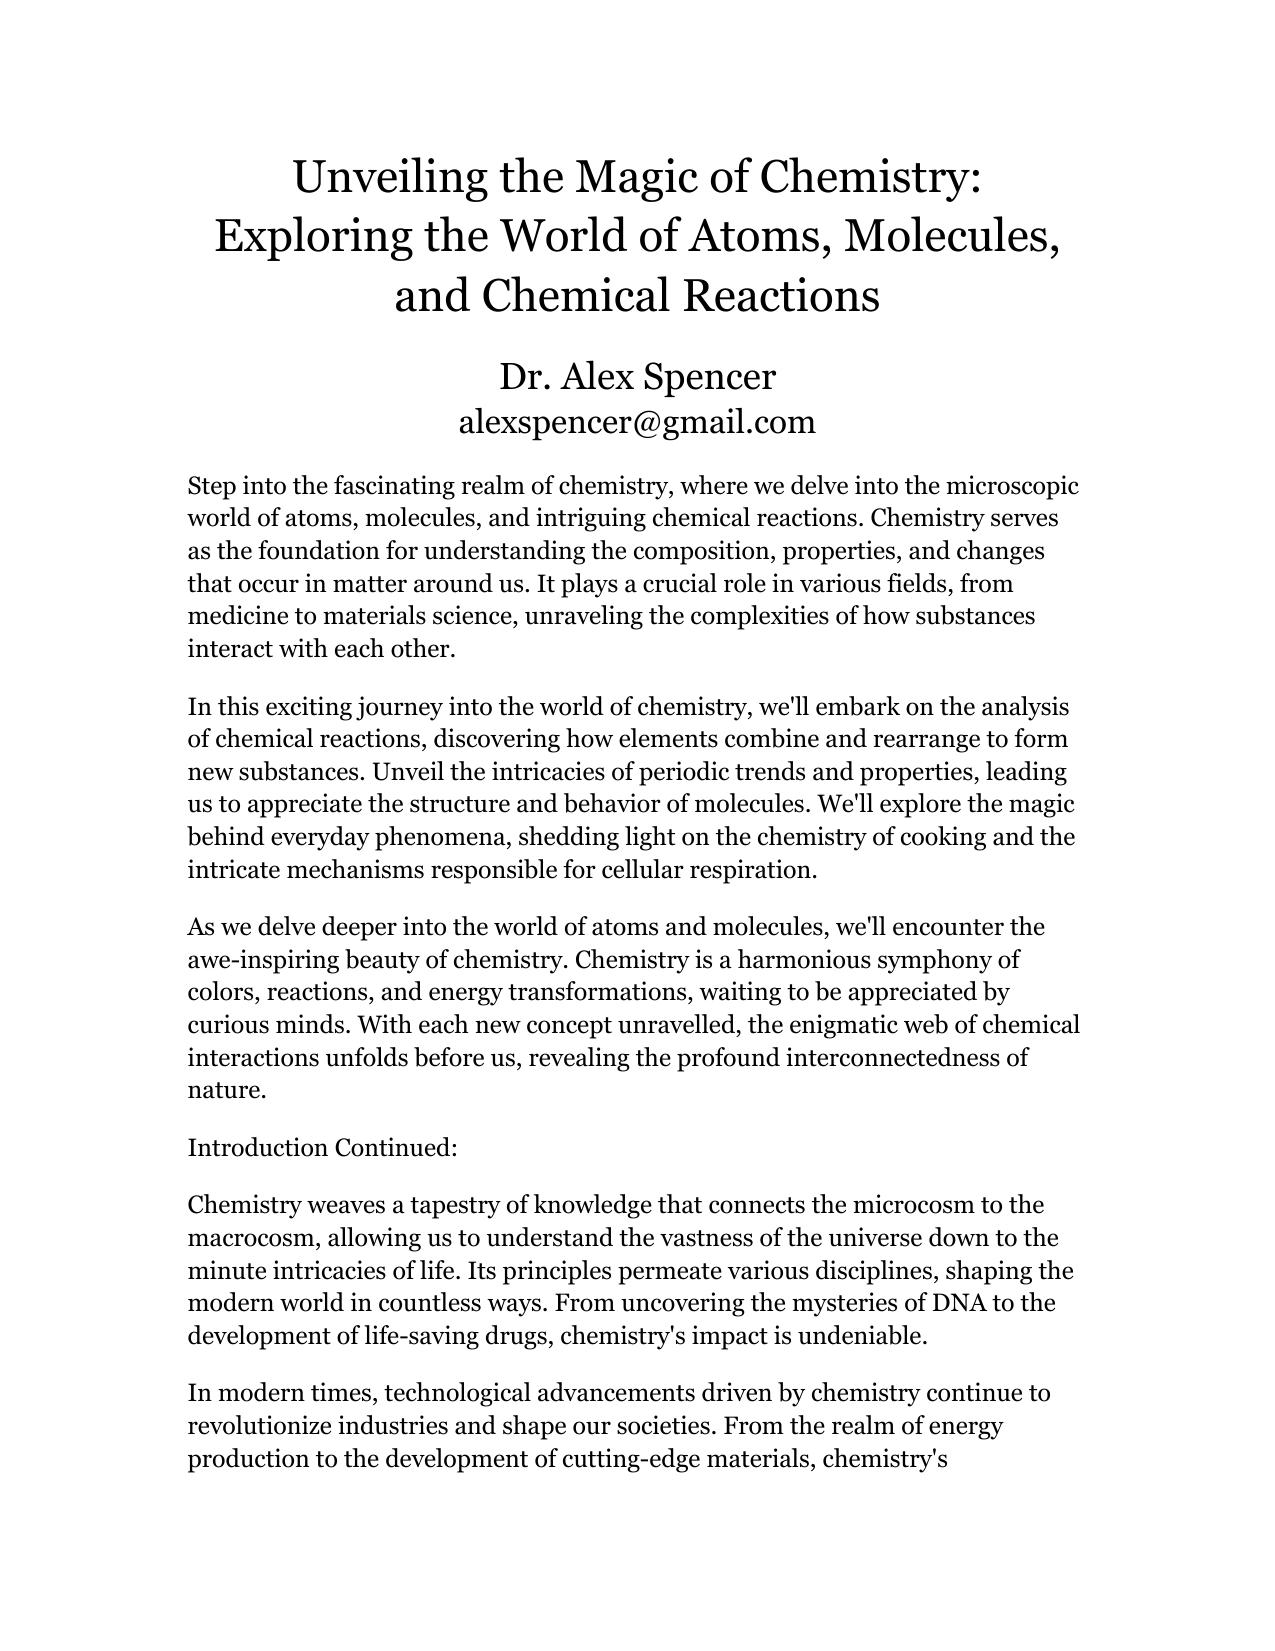 Unveiling the Magic of Chemistry:
Exploring the World of Atoms, Molecules,
and Chemical Reactions
Dr. Alex Spencer
alexspencer@gmail.com
Step into the fascinating realm of chemistry, where we delve into the microscopic
world of atoms, molecules, and intriguing chemical reactions. Chemistry serves
as the foundation for understanding the composition, properties, and changes
that occur in matter around us. It plays a crucial role in various fields, from
medicine to materials science, unraveling the complexities of how substances
interact with each other.
In this exciting journey into the world of chemistry, we'll embark on the analysis
of chemical reactions, discovering how elements combine and rearrange to form
new substances. Unveil the intricacies of periodic trends and properties, leading
us to appreciate the structure and behavior of molecules. We'll explore the magic
behind everyday phenomena, shedding light on the chemistry of cooking and the
intricate mechanisms responsible for cellular respiration.
As we delve deeper into the world of atoms and molecules, we'll encounter the
awe-inspiring beauty of chemistry. Chemistry is a harmonious symphony of
colors, reactions, and energy transformations, waiting to be appreciated by
curious minds. With each new concept unravelled, the enigmatic web of chemical
interactions unfolds before us, revealing the profound interconnectedness of
nature.
Introduction Continued:
Chemistry weaves a tapestry of knowledge that connects the microcosm to the
macrocosm, allowing us to understand the vastness of the universe down to the
minute intricacies of life. Its principles permeate various disciplines, shaping the
modern world in countless ways. From uncovering the mysteries of DNA to the
development of life-saving drugs, chemistry's impact is undeniable.
In modern times, technological advancements driven by chemistry continue to
revolutionize industries and shape our societies. From the realm of energy
production to the development of cutting-edge materials, chemistry's